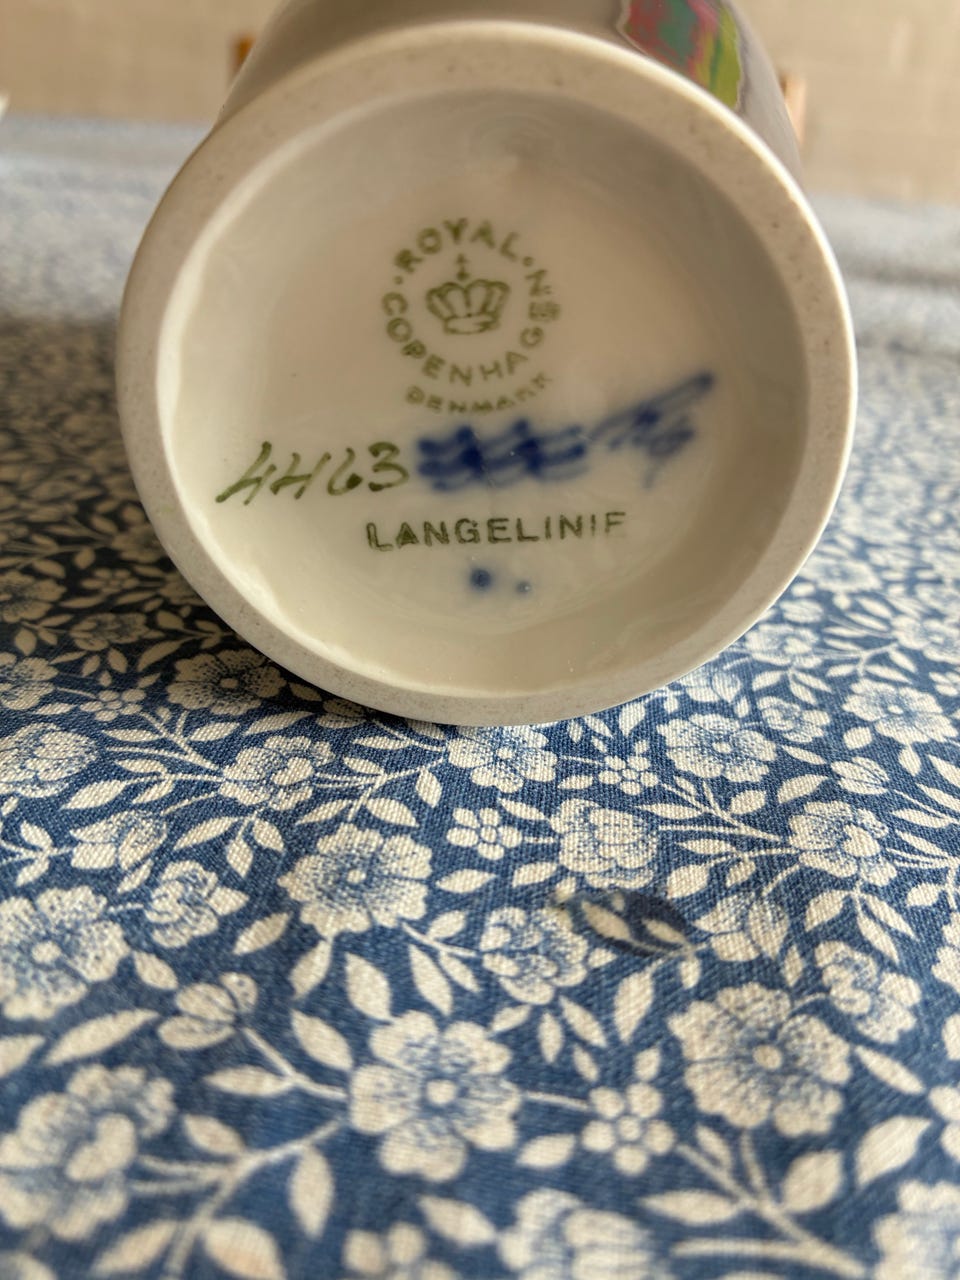 ROYAL COPENHAGEN
DENMARK
4463
LANGELINIE